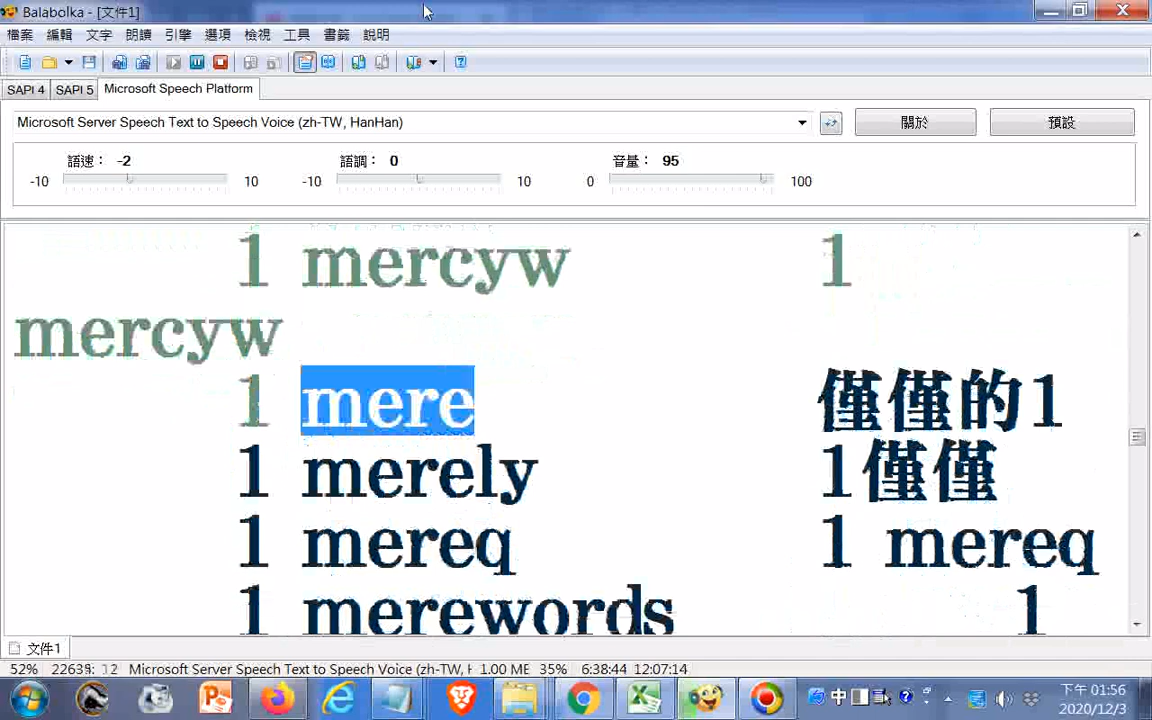 Balabolka - [文件1]
檔案 編輯 文字 朗讀 引擎 選項 檢視 工具 書籤 說明
SAPI 4 SAPI 5 Microsoft Speech Platform
Microsoft Server Speech Text to Speech Voice (zh-TW, HanHan) 關於 預設
語速： -2 語調： 0 音量： 95
-10 10 -10 10 0 100
1 mercyw 1
mercyw
1 mere 僅僅的1
1 merely 1僅僅
1 mereq 1 mereq
1 merewords 1
文件1
52% 22639: 12 Microsoft Server Speech Text to Speech Voice (zh-TW, H 1.00 ME 35% 6:38:44 12:07:14
中 下午 01:56
2020/12/3